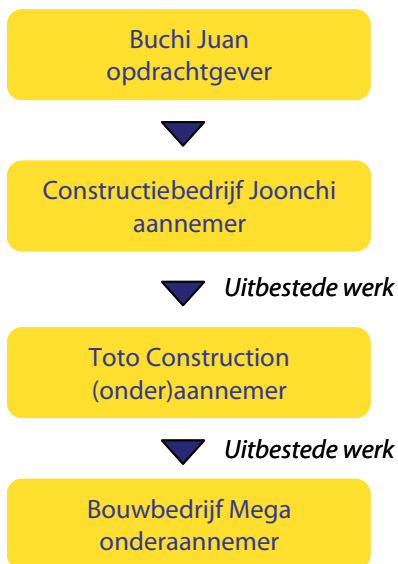 Buchi Juan
opdrachtgever
Constructiebedrijf Joonchi
aannemer
Uitbestede werk
Toto Construction
(onder)aannemer
Uitbestede werk
Bouwbedrijf Mega
onderaannemer